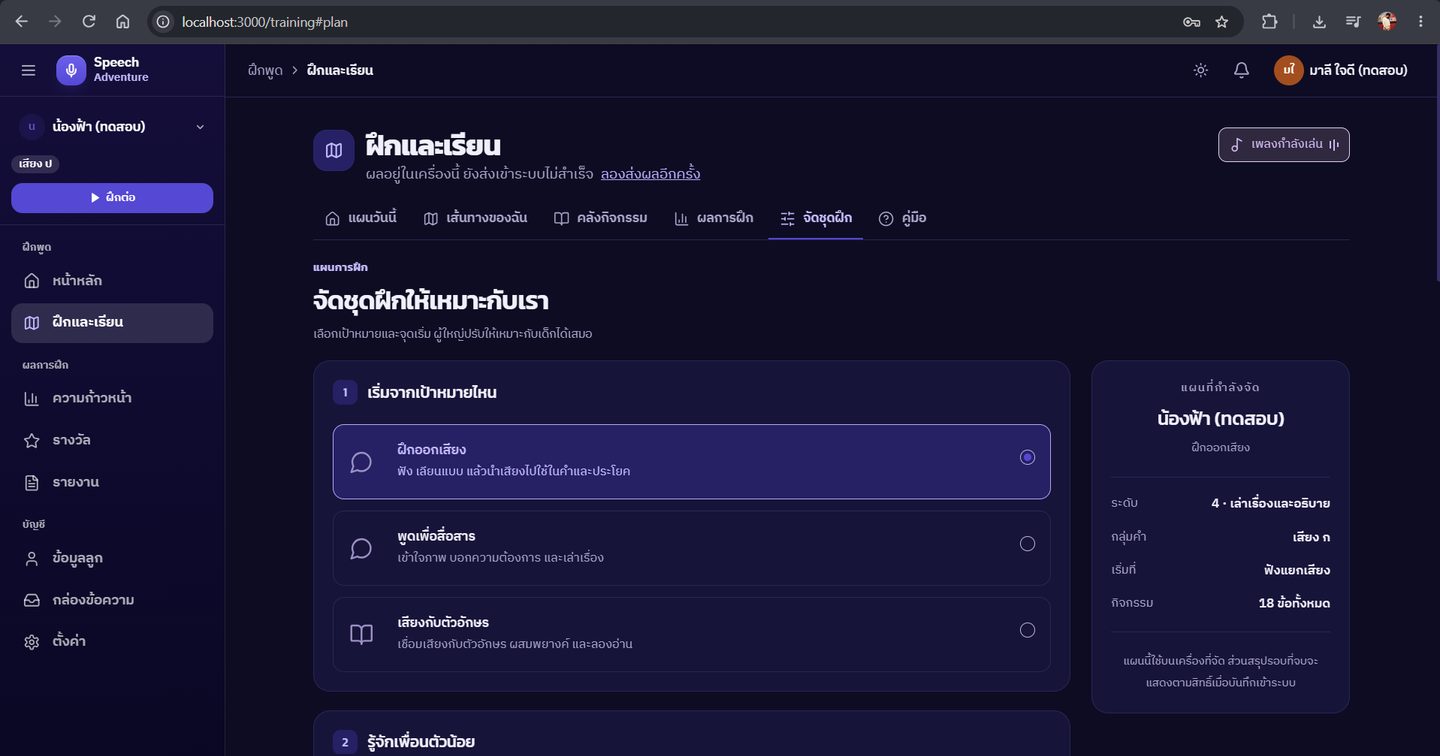 localhost:3000/training#plan
Speech
Adventure
น น้องฟ้า (ทดสอบ)
เสียง ป
ฝึกต่อ
ฝึกพูด
หน้าหลัก
ฝึกและเรียน
ผลการฝึก
ความก้าวหน้า
รางวัล
รายงาน
บัญชี
ข้อมูลลูก
กล่องข้อความ
ตั้งค่า
ฝึกพูด > ฝึกและเรียน
มใ มาลี ใจดี (ทดสอบ)
ฝึกและเรียน
ผลอยู่ในเครื่องนี้ ยังส่งเข้าระบบไม่สำเร็จ ลองส่งผลอีกครั้ง
เพลงกำลังเล่น
แผนวันนี้ เส้นทางของฉัน คลังกิจกรรม ผลการฝึก จัดชุดฝึก คู่มือ
แผนการฝึก
จัดชุดฝึกให้เหมาะกับเรา
เลือกเป้าหมายและจุดเริ่ม ผู้ใหญ่ปรับให้เหมาะกับเด็กได้เสมอ
1 เริ่มจากเป้าหมายไหน
ฝึกออกเสียง
ฟัง เลียนแบบ แล้วนำเสียงไปใช้ในคำและประโยค
พูดเพื่อสื่อสาร
เข้าใจภาพ บอกความต้องการ และเล่าเรื่อง
เสียงกับตัวอักษร
เชื่อมเสียงกับตัวอักษร ผสมพยางค์ และลองอ่าน
2 รู้จักเพื่อนตัวน้อย
แผนที่กำลังจัด
น้องฟ้า (ทดสอบ)
ฝึกออกเสียง
ระดับ 4 · เล่าเรื่องและอธิบาย
กลุ่มคำ เสียง ก
เริ่มที่ ฟังแยกเสียง
กิจกรรม 18 ข้อทั้งหมด
แผนนี้ใช้บนเครื่องที่จัด ส่วนสรุปรอบที่จบจะ
แสดงตามสิทธิ์เมื่อบันทึกเข้าระบบ